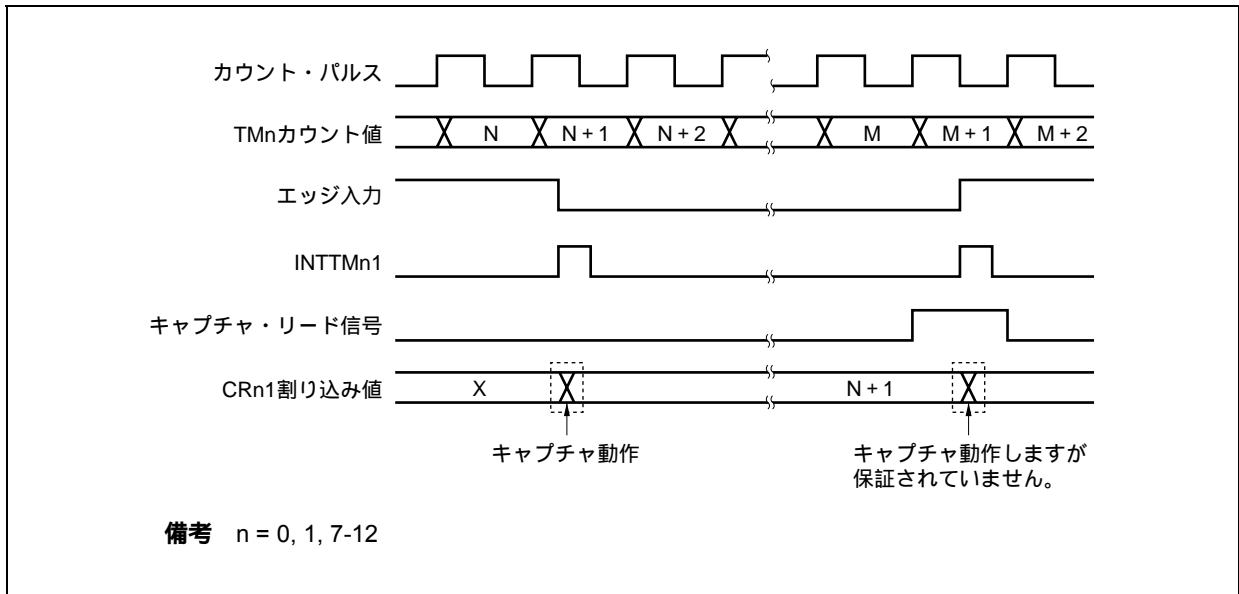 カウント・パルス
TMnカウント値 N N + 1 N + 2 M M + 1 M + 2
エッジ入力
INTTMn1
キャプチャ・リード信号
CRn1割り込み値 X N + 1
キャプチャ動作
キャプチャ動作しますが
保証されていません。
備考 n = 0, 1, 7-12